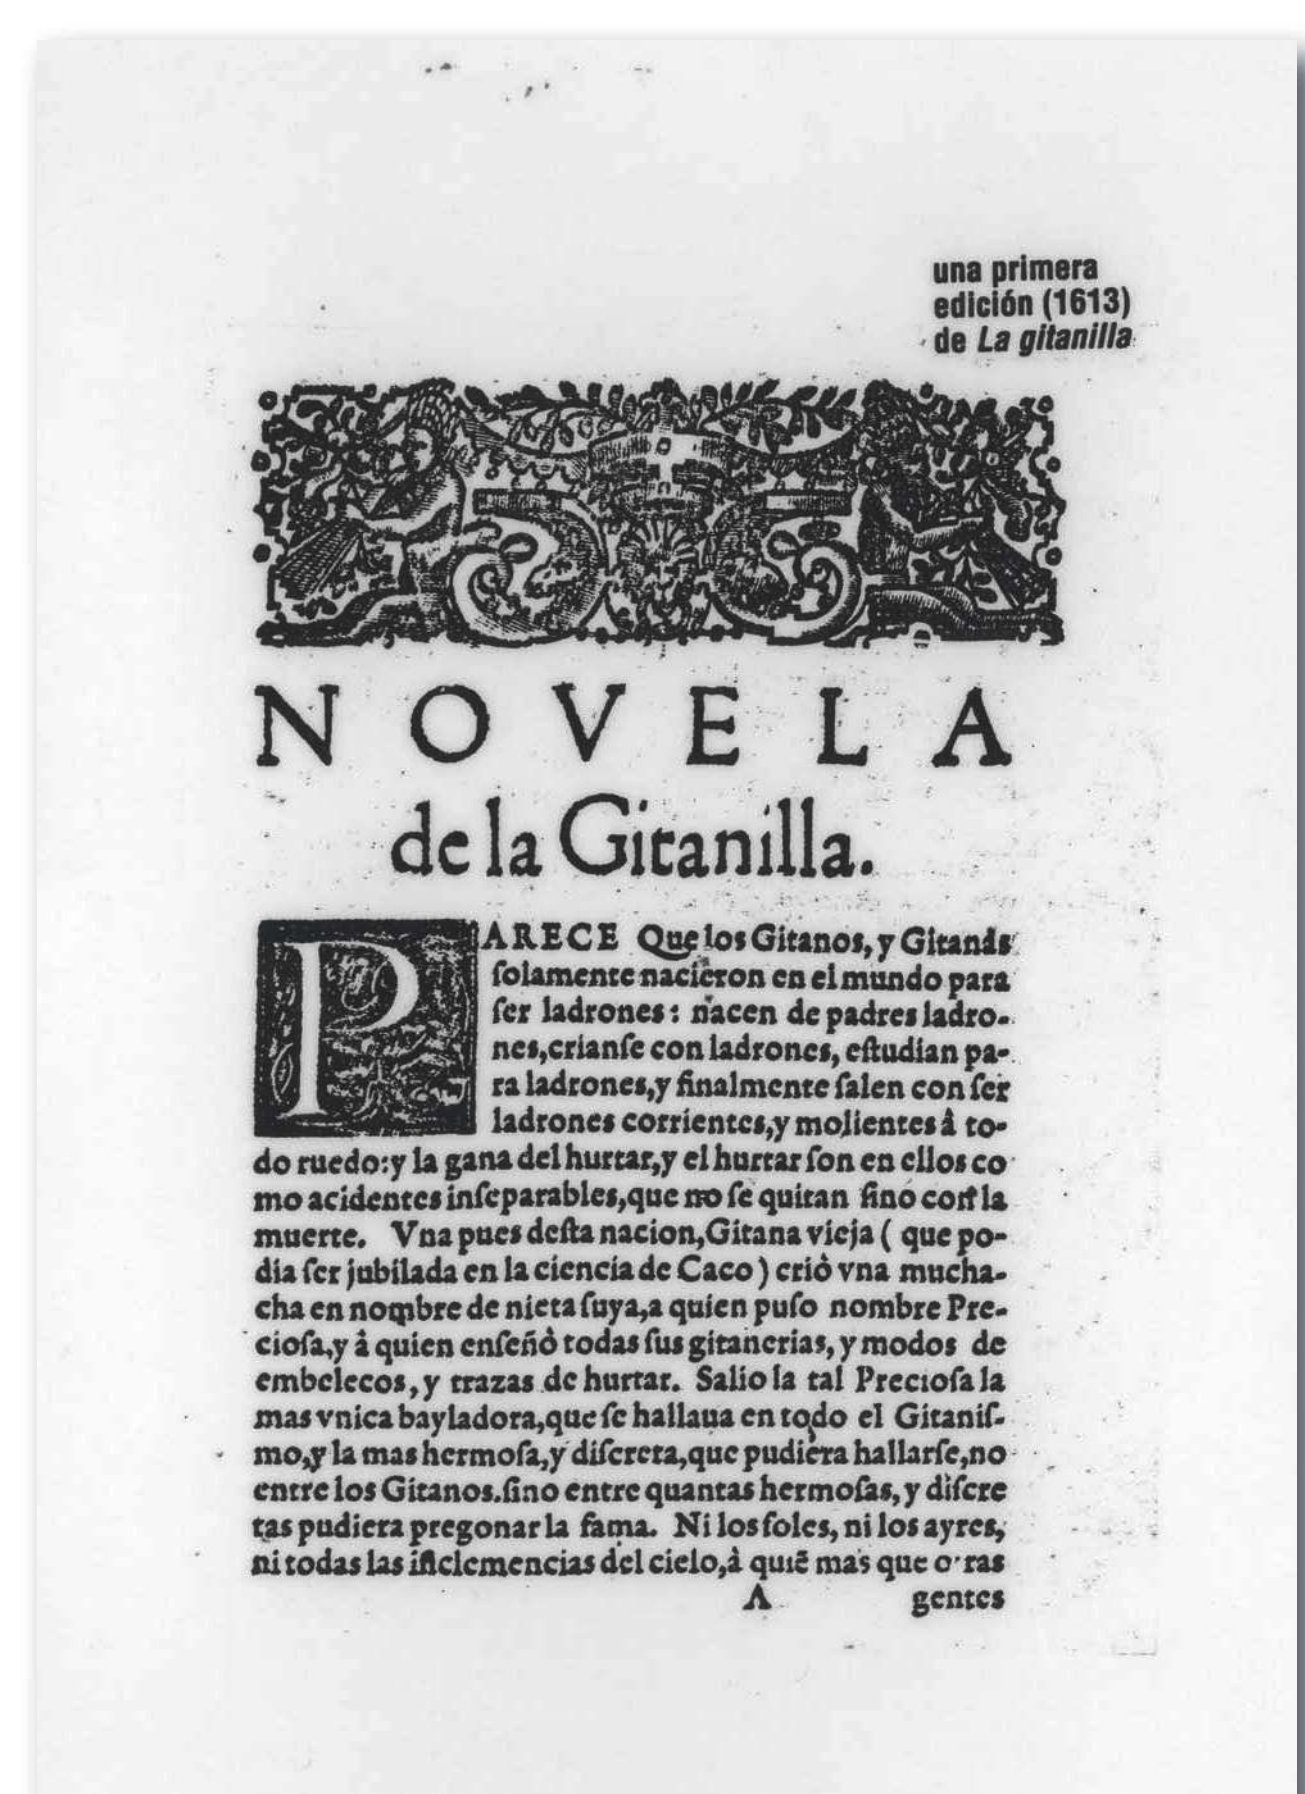 una primera
edición (1613)
de La gitanilla
NOVELA
de la Gitanilla.
PARECE Que los Gitanos, y Gitanas
ſolamente nacieron en el mundo para
ſer ladrones: nacen de padres ladro-
nes, crianſe con ladrones, eſtudian pa-
ra ladrones, y finalmente ſalen con ſer
ladrones corrientes, y molientes â to-
do ruedo: y la gana del hurtar, y el hurtar ſon en ellos co
mo acidentes inſeparables, que no ſe quitan ſino con la
muerte. Vna pues deſta nacion, Gitana vieja ( que po-
dia ſer jubilada en la ciencia de Caco ) criò vna mucha-
cha en nombre de nieta ſuya, a quien puſo nombre Pre-
cioſa, y â quien enſeñò todas ſus gitanerias, y modos de
embelecos, y trazas de hurtar. Salio la tal Precioſa la
mas vnica bayladora, que ſe hallaua en todo el Gitaniſ-
mo, y la mas hermoſa, y diſcreta, que pudiera hallarſe, no
entre los Gitanos. ſino entre quantas hermoſas, y diſcre
tas pudiera pregonar la fama. Ni los ſoles, ni los ayres,
ni todas las inclemencias del cielo, à quiẽ mas que otras
A gentes